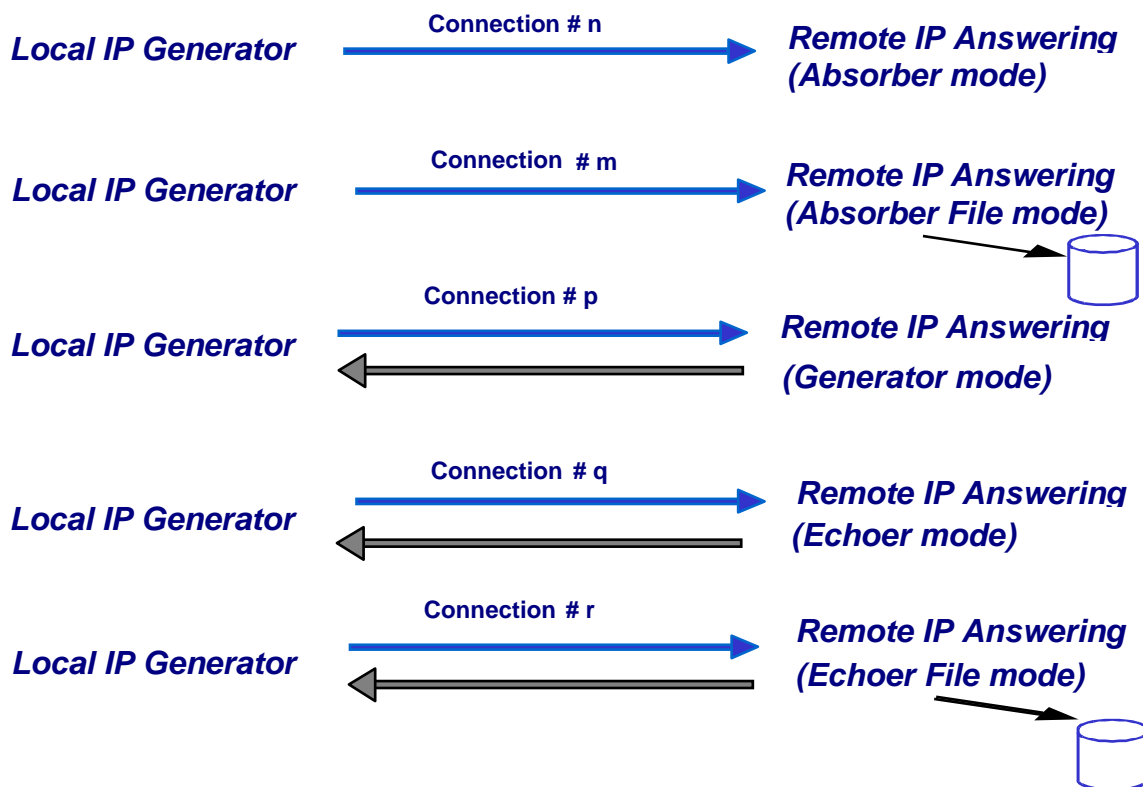 Connection # n
Local IP Generator
Remote IP Answering
(Absorber mode)
Connection # m
Local IP Generator
Remote IP Answering
(Absorber File mode)
Connection # p
Local IP Generator
Remote IP Answering
(Generator mode)
Connection # q
Local IP Generator
Remote IP Answering
(Echoer mode)
Connection # r
Local IP Generator
Remote IP Answering
(Echoer File mode)